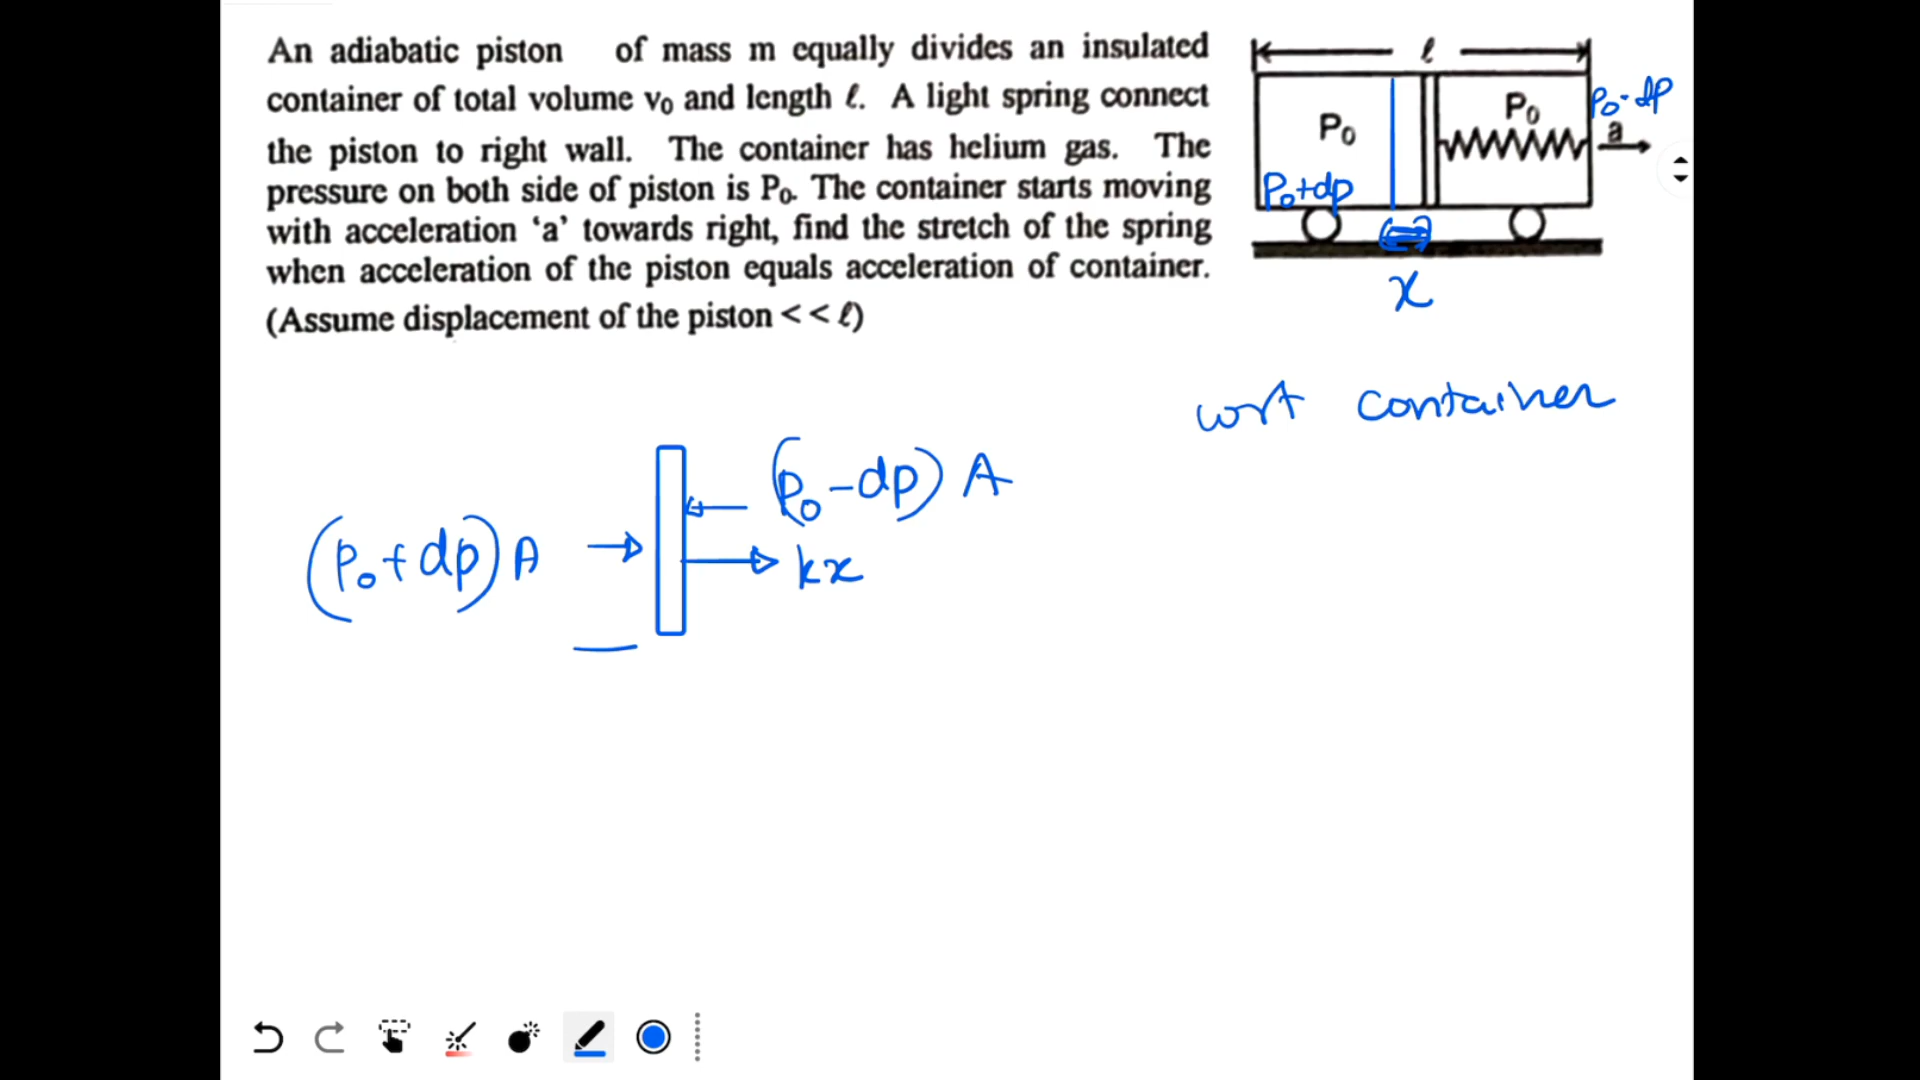 An adiabatic piston of mass m equally divides an insulated
container of total volume v₀ and length ℓ. A light spring connect
the piston to right wall. The container has helium gas. The
pressure on both side of piston is P₀. The container starts moving
with acceleration ‘a’ towards right, find the stretch of the spring
when acceleration of the piston equals acceleration of container.
(Assume displacement of the piston < < ℓ)
ℓ
P₀
P₀
P₀-dP
a
P₀+dp
x
wrt container
(P₀-dp) A
(P₀+dp) A
kx